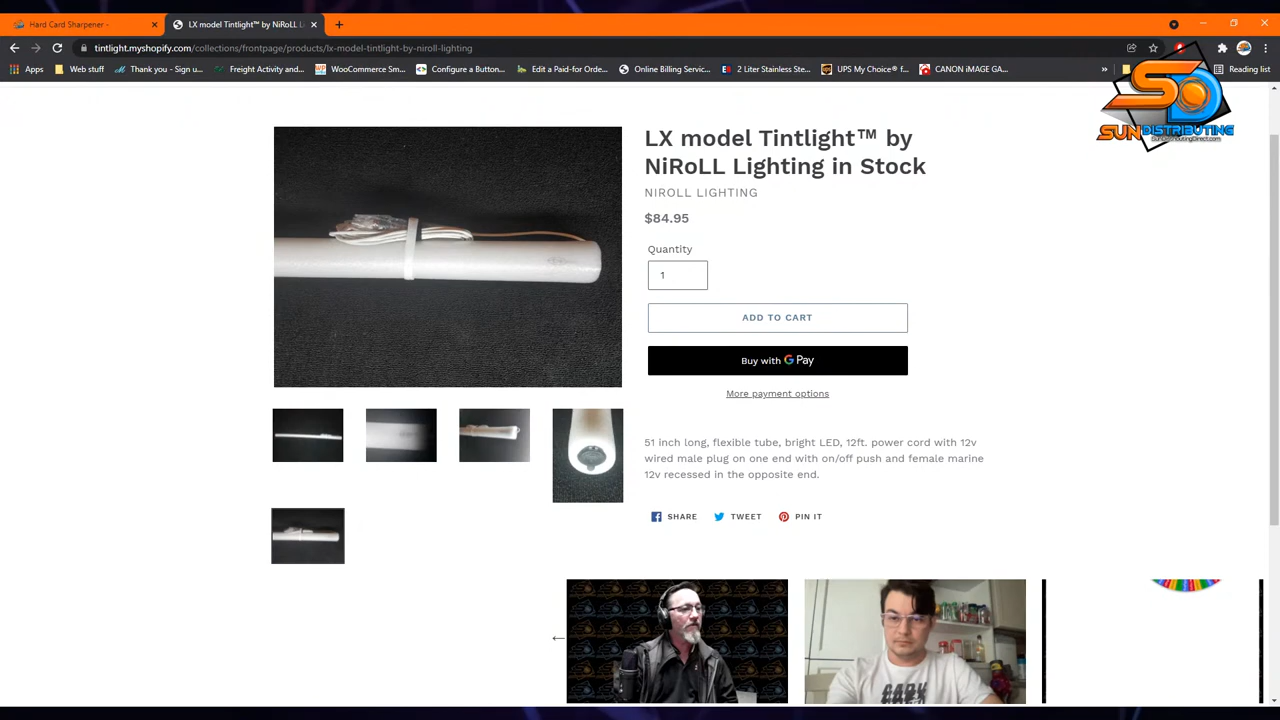 Hard Card Sharpener -
LX model Tintlight™ by NiRoLL L
tintlight.myshopify.com/collections/frontpage/products/lx-model-tintlight-by-niroll-lighting
Apps
Web stuff
Thank you - Sign u...
Freight Activity and...
WooCommerce Sm...
Configure a Button...
Edit a Paid-for Orde...
Online Billing Servic...
2 Liter Stainless Ste...
UPS My Choice® f...
CANON iMAGE GA...
»
Reading list
SD
SUNDISTRIBUTING
SunDistributingDirect.com
LX model Tintlight™ by
NiRoLL Lighting in Stock
NIROLL LIGHTING
$84.95
Quantity
1
ADD TO CART
Buy with G Pay
More payment options
51 inch long, flexible tube, bright LED, 12ft. power cord with 12v
wired male plug on one end with on/off push and female marine
12v recessed in the opposite end.
SHARE
TWEET
PIN IT